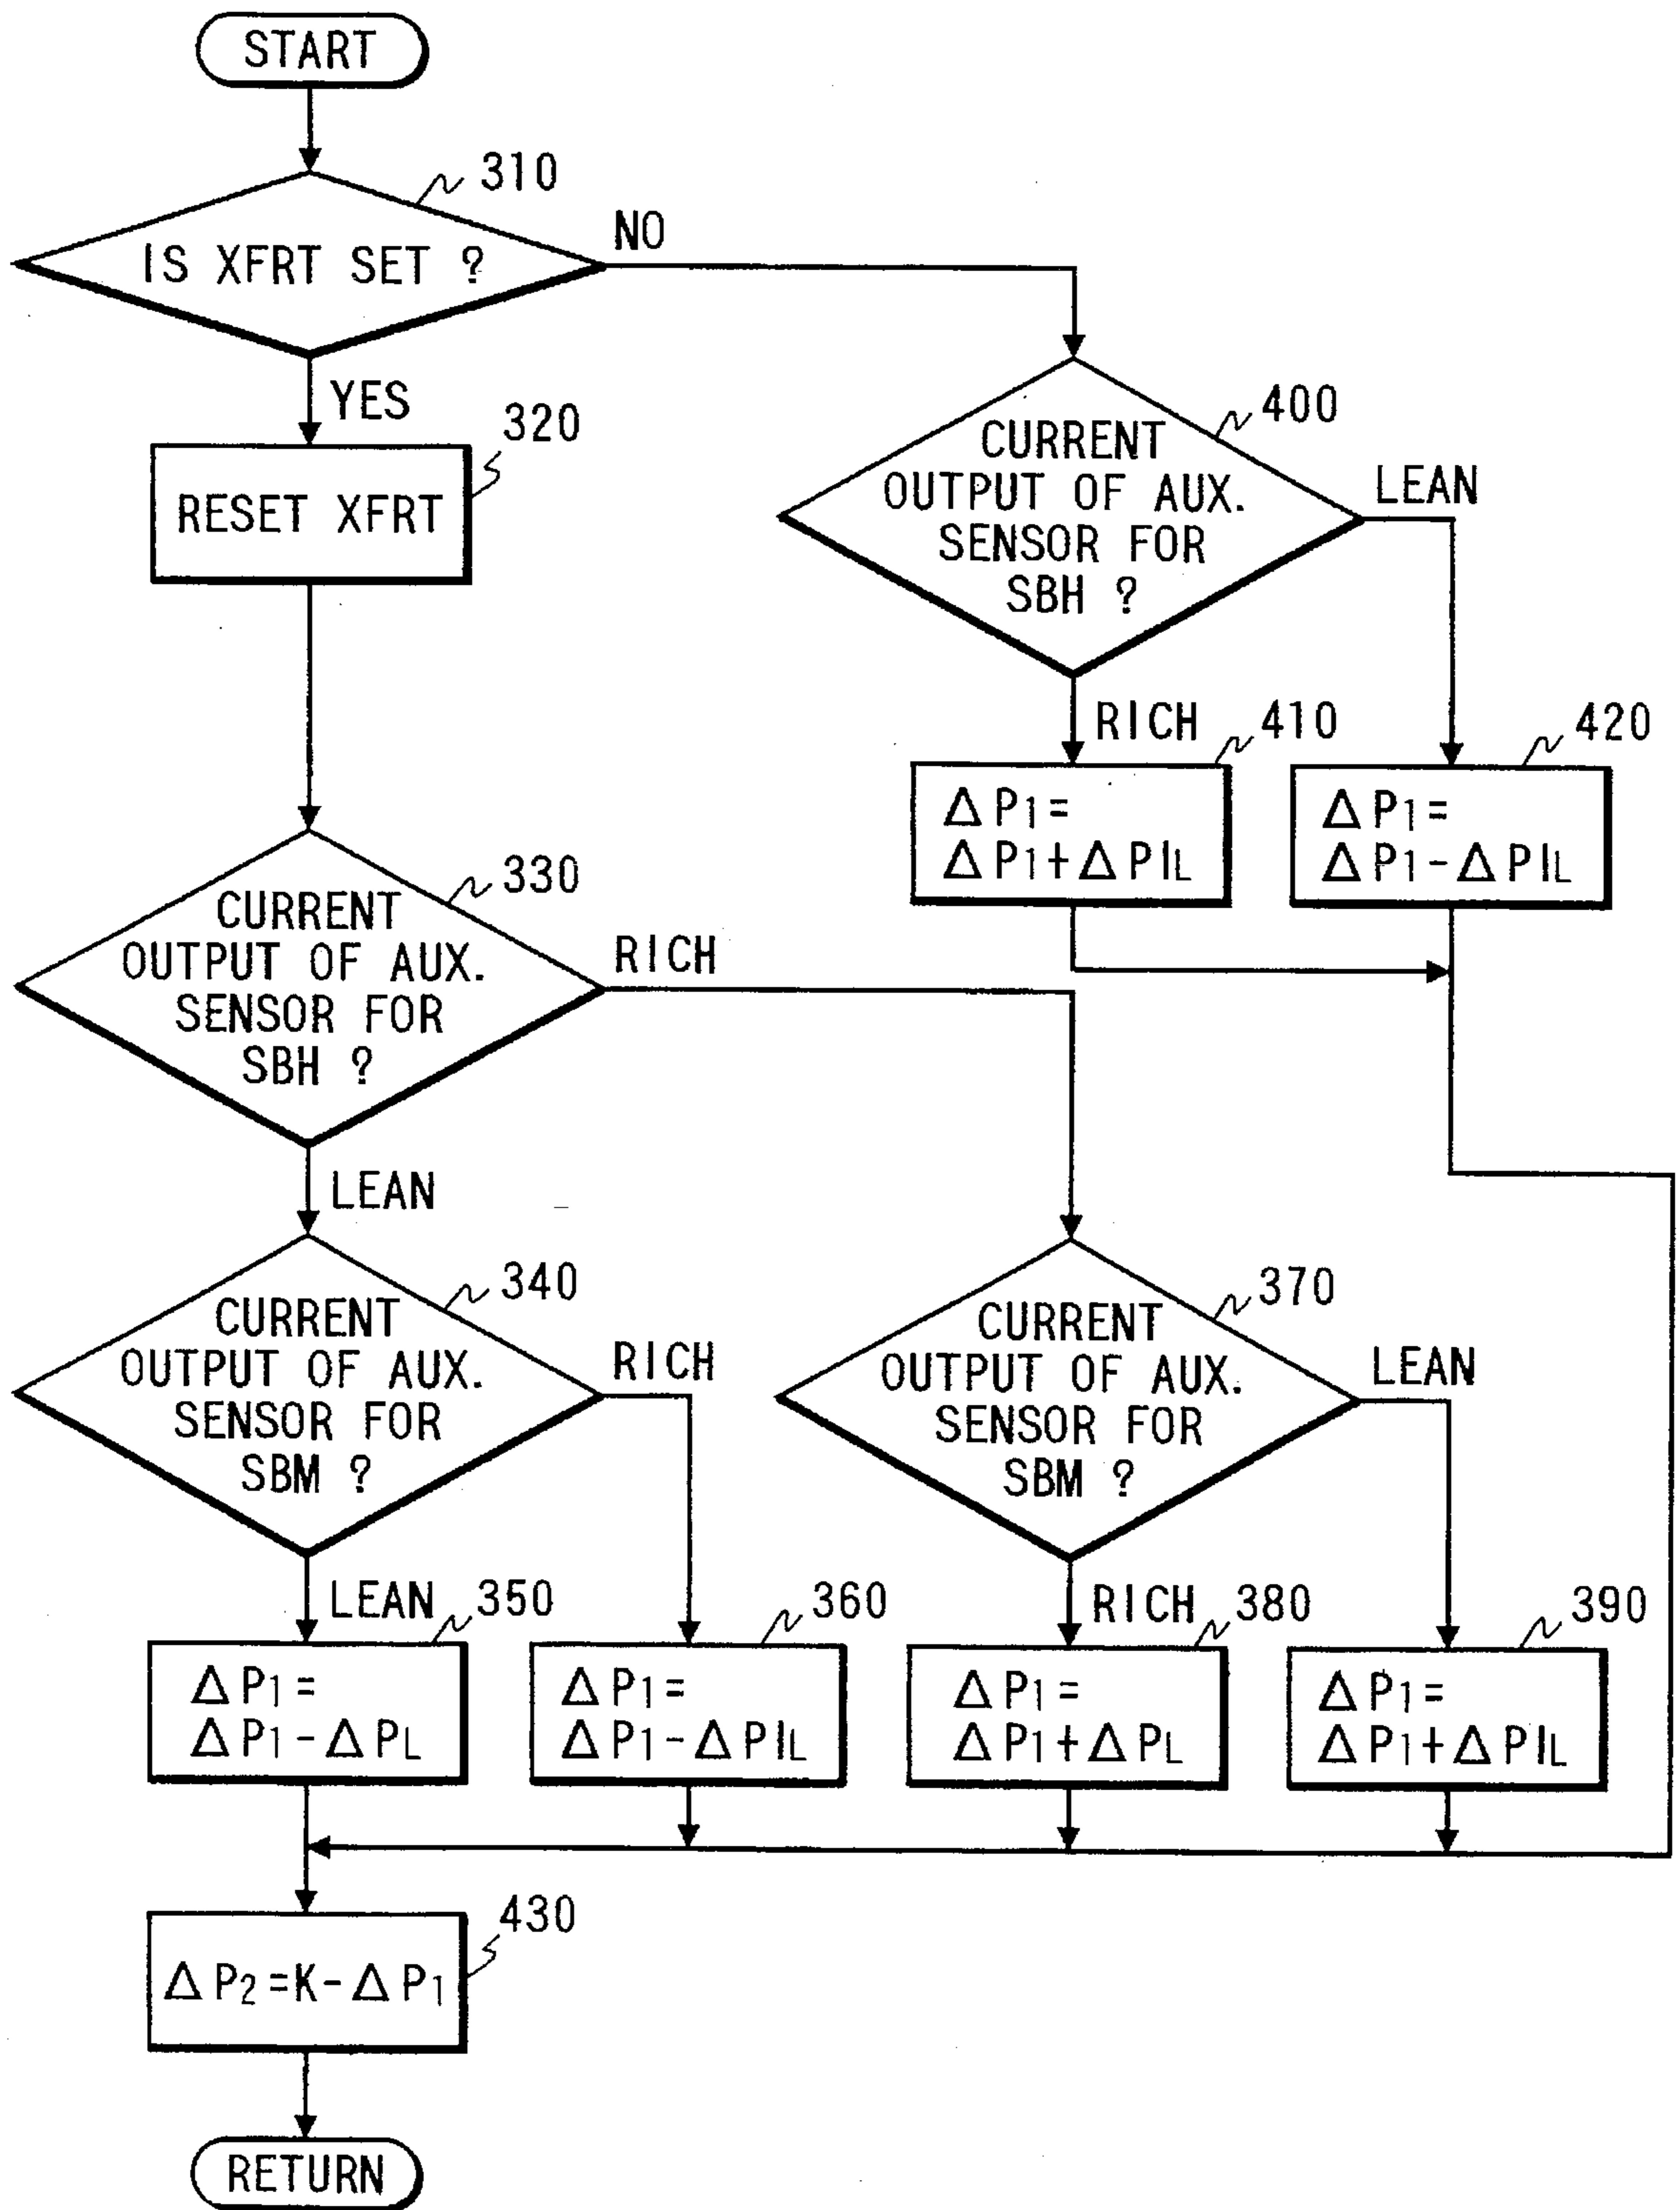 START
310
IS XFRT SET ?
NO
YES
320
RESET XFRT
400
CURRENT
OUTPUT OF AUX.
SENSOR FOR
SBH ?
LEAN
RICH
410
ΔP1=
ΔP1+ΔPIL
420
ΔP1=
ΔP1-ΔPIL
330
CURRENT
OUTPUT OF AUX.
SENSOR FOR
SBH ?
RICH
LEAN
340
CURRENT
OUTPUT OF AUX.
SENSOR FOR
SBM ?
RICH
370
CURRENT
OUTPUT OF AUX.
SENSOR FOR
SBM ?
LEAN
LEAN
350
ΔP1=
ΔP1-ΔPL
360
ΔP1=
ΔP1-ΔPIL
RICH
380
ΔP1=
ΔP1+ΔPL
390
ΔP1=
ΔP1+ΔPIL
430
ΔP2=K-ΔP1
RETURN